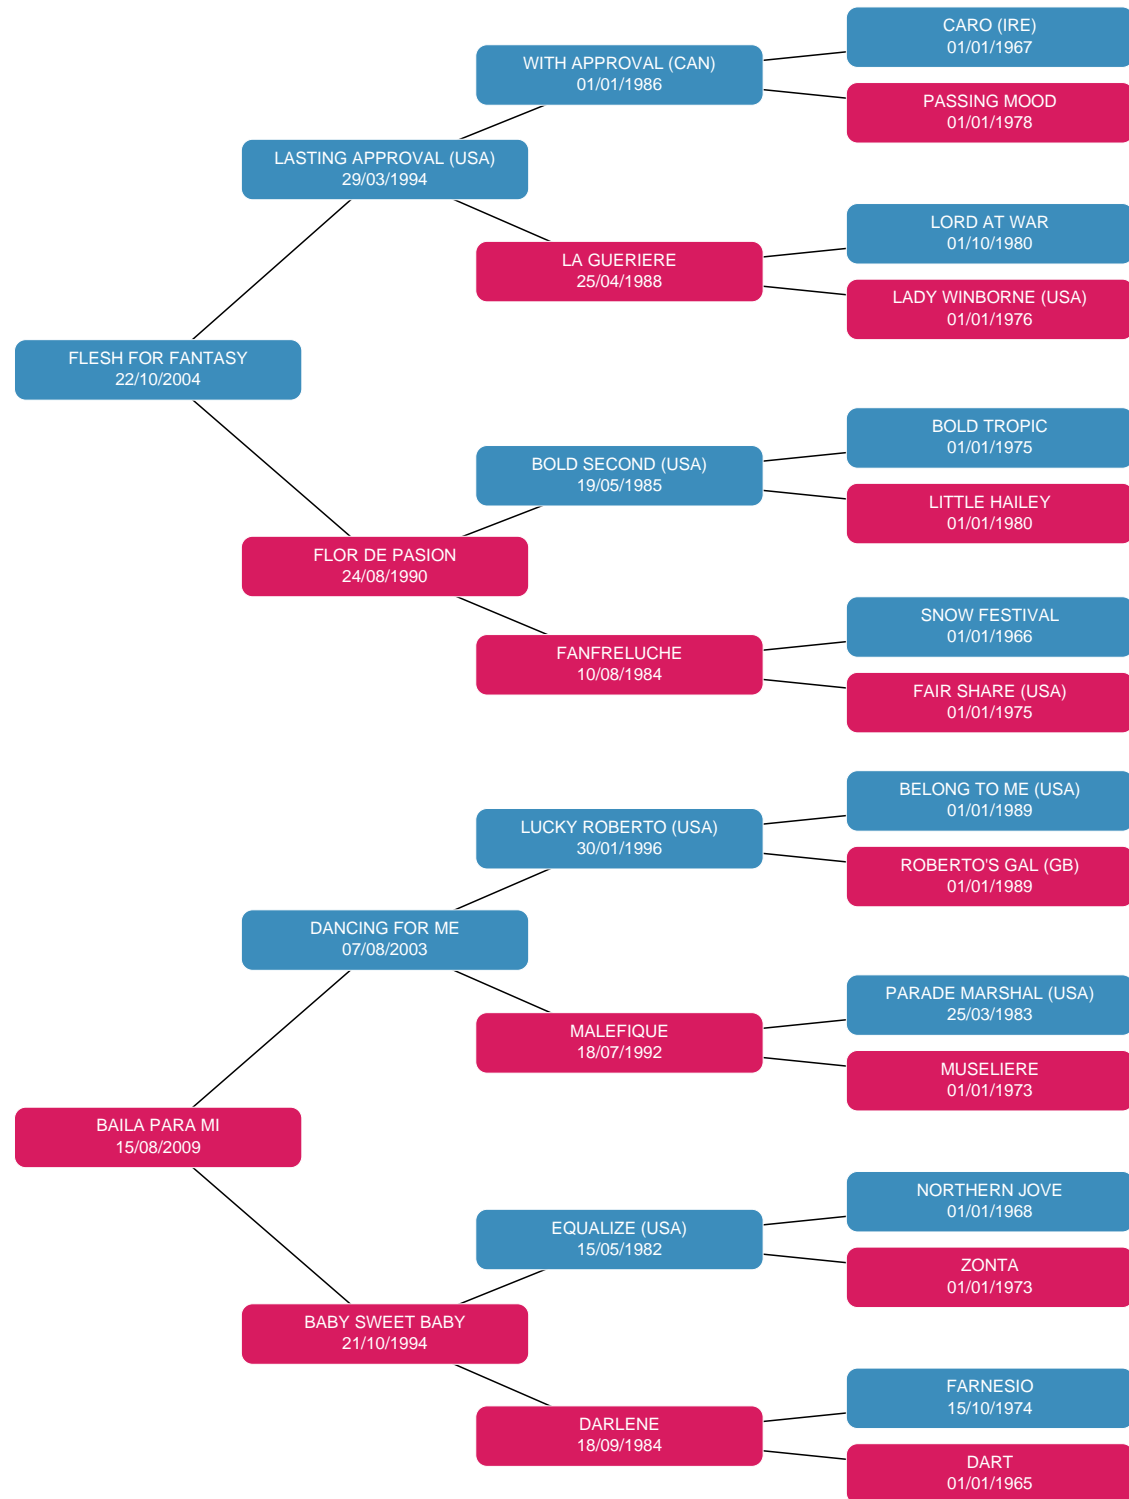 CARO (IRE)
01/01/1967
WITH APPROVAL (CAN)
01/01/1986
PASSING MOOD
01/01/1978
LASTING APPROVAL (USA)
29/03/1994
LORD AT WAR
01/10/1980
LA GUERIERE
25/04/1988
LADY WINBORNE (USA)
01/01/1976
FLESH FOR FANTASY
22/10/2004
BOLD TROPIC
01/01/1975
BOLD SECOND (USA)
19/05/1985
LITTLE HAILEY
01/01/1980
FLOR DE PASION
24/08/1990
SNOW FESTIVAL
01/01/1966
FANFRELUCHE
10/08/1984
FAIR SHARE (USA)
01/01/1975
BELONG TO ME (USA)
01/01/1989
LUCKY ROBERTO (USA)
30/01/1996
ROBERTO'S GAL (GB)
01/01/1989
DANCING FOR ME
07/08/2003
PARADE MARSHAL (USA)
25/03/1983
MALEFIQUE
18/07/1992
MUSELIERE
01/01/1973
BAILA PARA MI
15/08/2009
NORTHERN JOVE
01/01/1968
EQUALIZE (USA)
15/05/1982
ZONTA
01/01/1973
BABY SWEET BABY
21/10/1994
FARNESIO
15/10/1974
DARLENE
18/09/1984
DART
01/01/1965